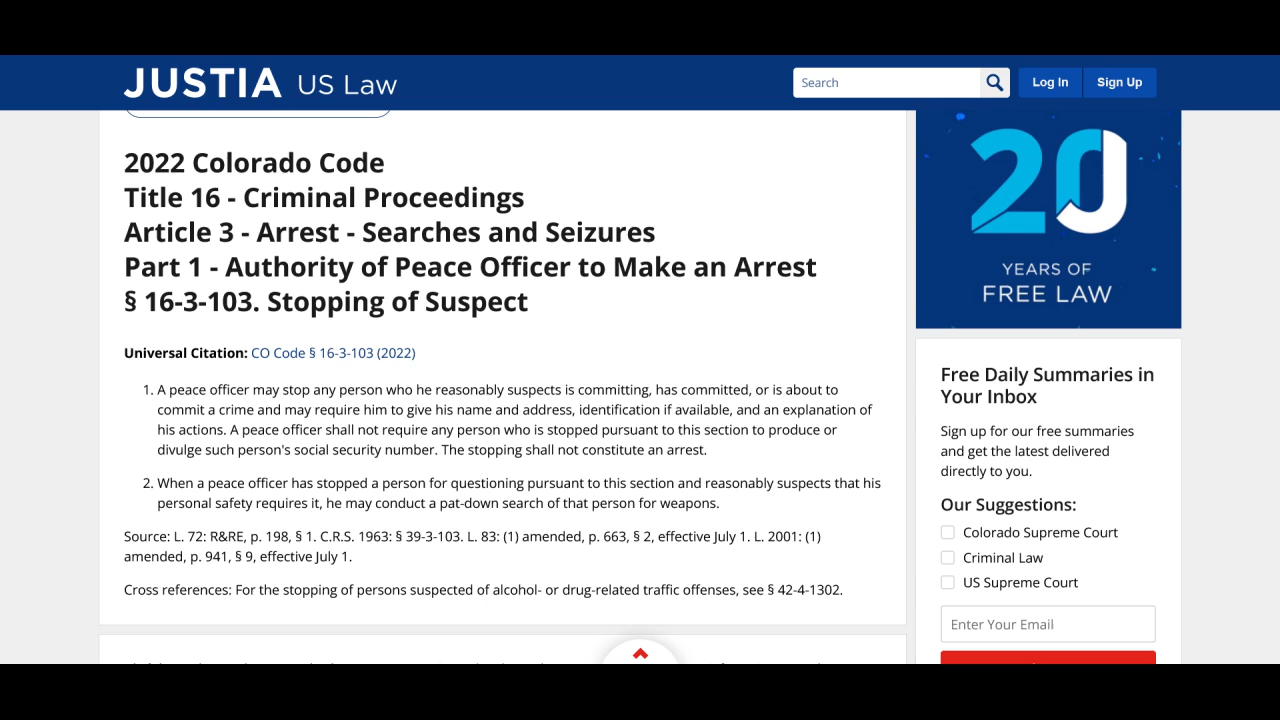 JUSTIA US Law
Search
Log In
Sign Up
2022 Colorado Code
Title 16 - Criminal Proceedings
Article 3 - Arrest - Searches and Seizures
Part 1 - Authority of Peace Officer to Make an Arrest
§ 16-3-103. Stopping of Suspect
Universal Citation: CO Code § 16-3-103 (2022)
1. A peace officer may stop any person who he reasonably suspects is committing, has committed, or is about to
commit a crime and may require him to give his name and address, identification if available, and an explanation of
his actions. A peace officer shall not require any person who is stopped pursuant to this section to produce or
divulge such person's social security number. The stopping shall not constitute an arrest.
2. When a peace officer has stopped a person for questioning pursuant to this section and reasonably suspects that his
personal safety requires it, he may conduct a pat-down search of that person for weapons.
Source: L. 72: R&RE, p. 198, § 1. C.R.S. 1963: § 39-3-103. L. 83: (1) amended, p. 663, § 2, effective July 1. L. 2001: (1)
amended, p. 941, § 9, effective July 1.
Cross references: For the stopping of persons suspected of alcohol- or drug-related traffic offenses, see § 42-4-1302.
20
YEARS OF
FREE LAW
Free Daily Summaries in
Your Inbox
Sign up for our free summaries
and get the latest delivered
directly to you.
Our Suggestions:
Colorado Supreme Court
Criminal Law
US Supreme Court
Enter Your Email